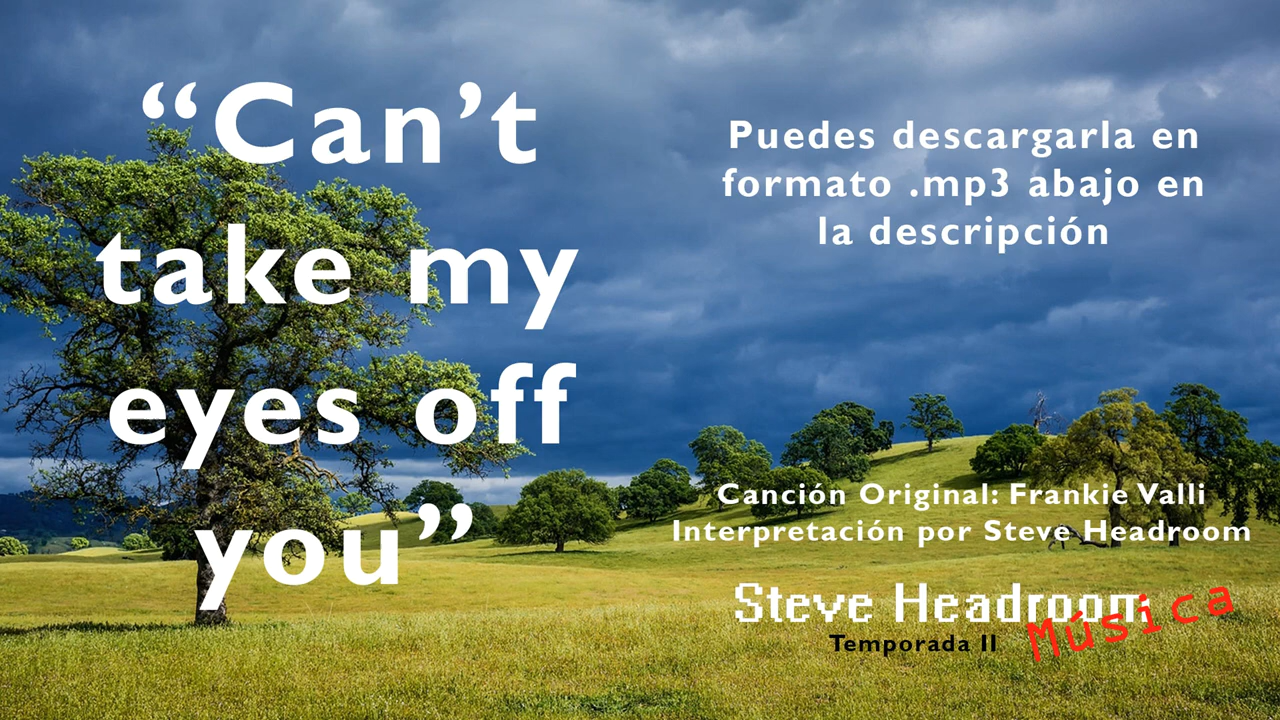 “Can’t
take my
eyes off
you”
Puedes descargarla en
formato .mp3 abajo en
la descripción
Canción Original: Frankie Valli
Interpretación por Steve Headroom
Steve Headroom
Música
Temporada II